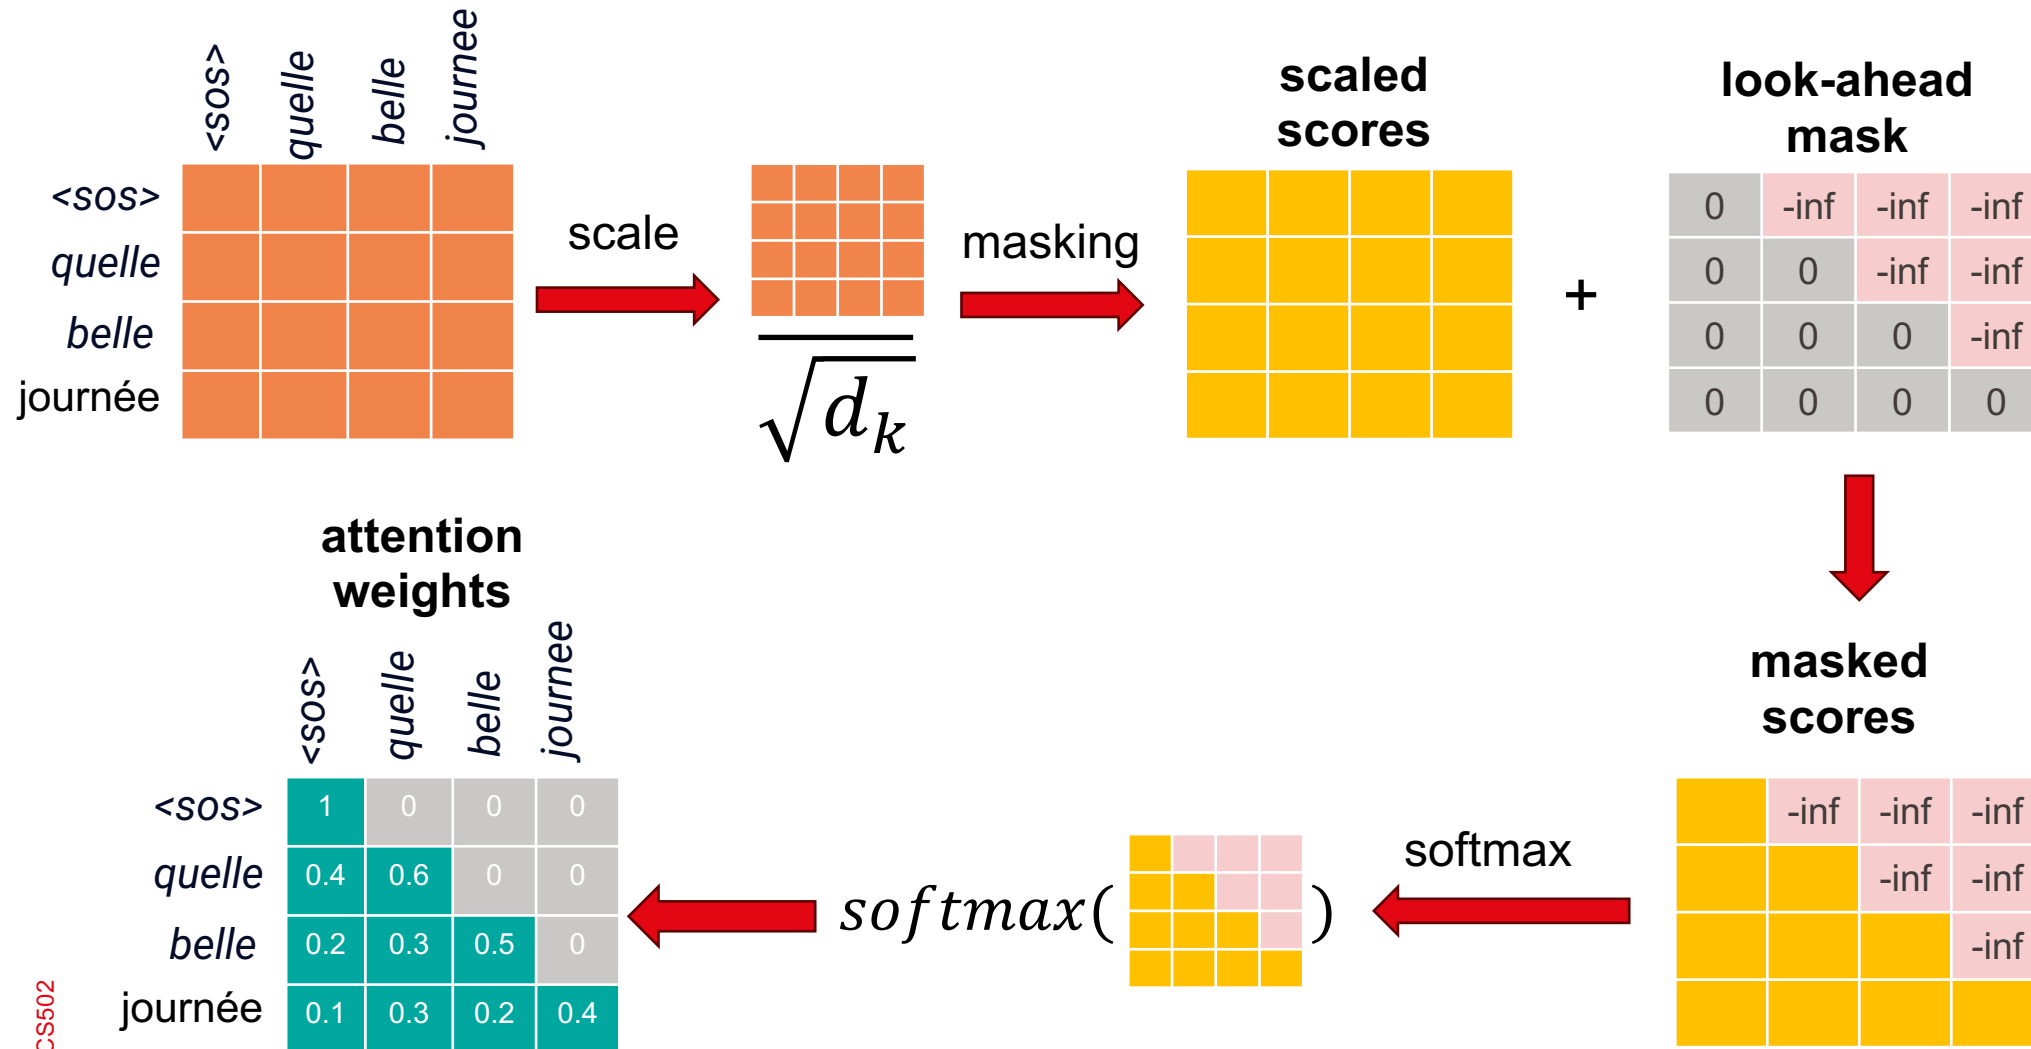 <sos> quelle belle journee
<sos>
quelle
belle
journée
scale
√d_k
masking
scaled
scores
+
look-ahead
mask
0 -inf -inf -inf
0 0 -inf -inf
0 0 0 -inf
0 0 0 0
masked
scores
-inf -inf -inf
-inf -inf
-inf
softmax
softmax( )
attention
weights
<sos> quelle belle journee
<sos> 1 0 0 0
quelle 0.4 0.6 0 0
belle 0.2 0.3 0.5 0
journée 0.1 0.3 0.2 0.4
CS502